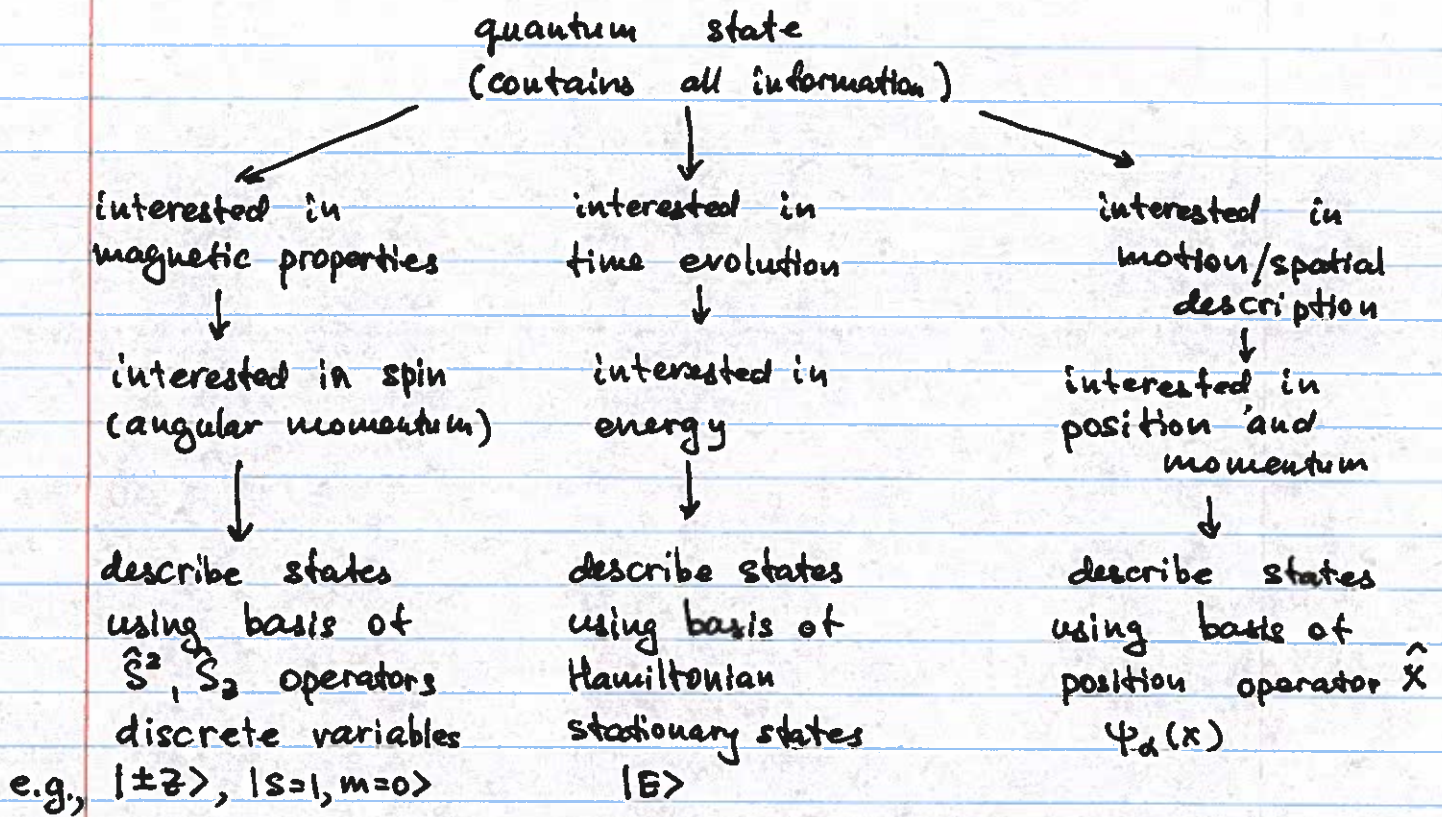 quantum state
(contains all information)
interested in
magnetic properties
interested in spin
(angular momentum)
describe states
using basis of
Ŝ², Ŝz operators
discrete variables
e.g., |±z>, |s=1, m=0>
interested in
time evolution
interested in
energy
describe states
using basis of
Hamiltonian
stationary states
|E>
interested in
motion/spatial
description
interested in
position and
momentum
describe states
using basis of
position operator x̂
ψα(x)